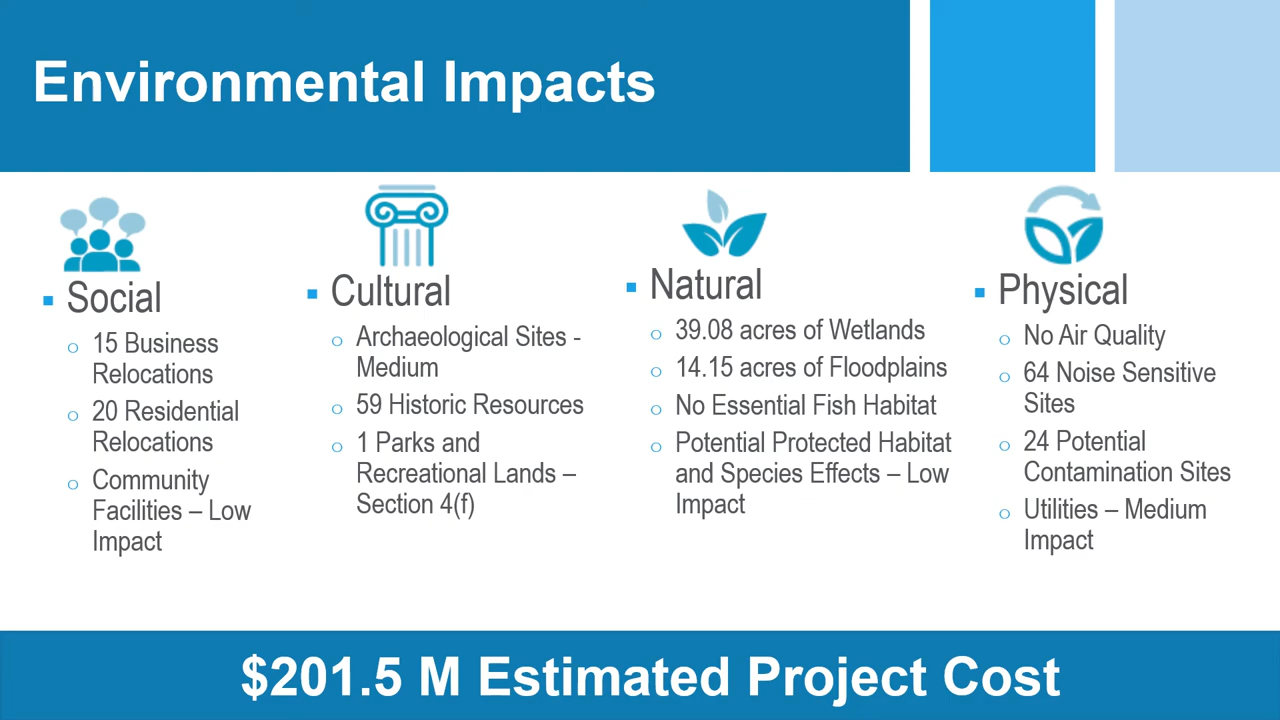 Environmental Impacts
Social
15 Business
Relocations
20 Residential
Relocations
Community
Facilities – Low
Impact
Cultural
Archaeological Sites -
Medium
59 Historic Resources
1 Parks and
Recreational Lands –
Section 4(f)
Natural
39.08 acres of Wetlands
14.15 acres of Floodplains
No Essential Fish Habitat
Potential Protected Habitat
and Species Effects – Low
Impact
Physical
No Air Quality
64 Noise Sensitive
Sites
24 Potential
Contamination Sites
Utilities – Medium
Impact
$201.5 M Estimated Project Cost